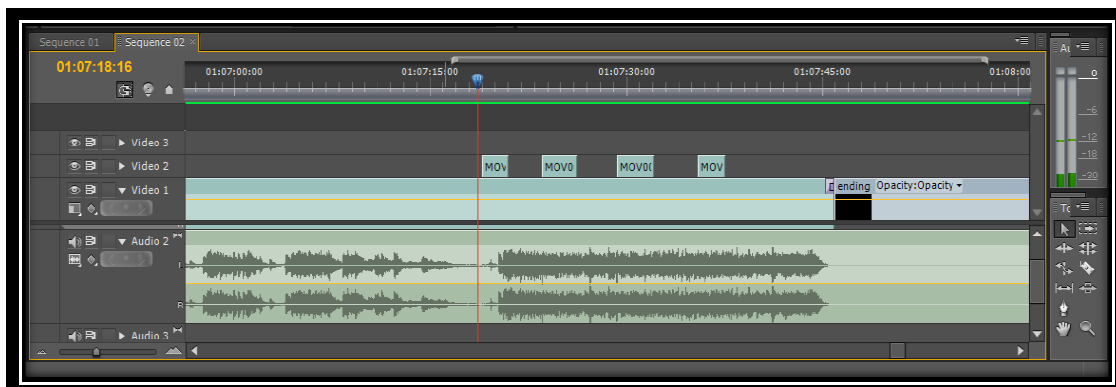 Sequence 01 Sequence 02 ×
01:07:18:16
01:07:00:00 01:07:15:00 01:07:30:00 01:07:45:00 01:08:00
0
-6
-12
-18
-30
Video 3
Video 2
MOV MOV0 MOV0 MOV
Video 1
ending Opacity:Opacity
Audio 2
L
R
Audio 3